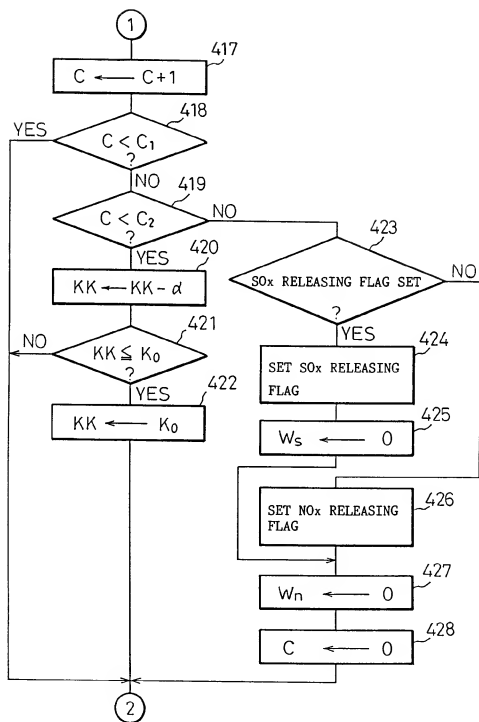 1
417
C ← C+1
418
YES
C < C₁
?
NO
419
C < C₂
?
NO
YES
420
KK ← KK-α
421
NO
KK ≦ K₀
?
YES
422
KK ← K₀
423
SOx RELEASING FLAG SET
?
NO
YES
424
SET SOx RELEASING
FLAG
425
Wₛ ← 0
426
SET NOx RELEASING
FLAG
427
Wₙ ← 0
428
C ← 0
2